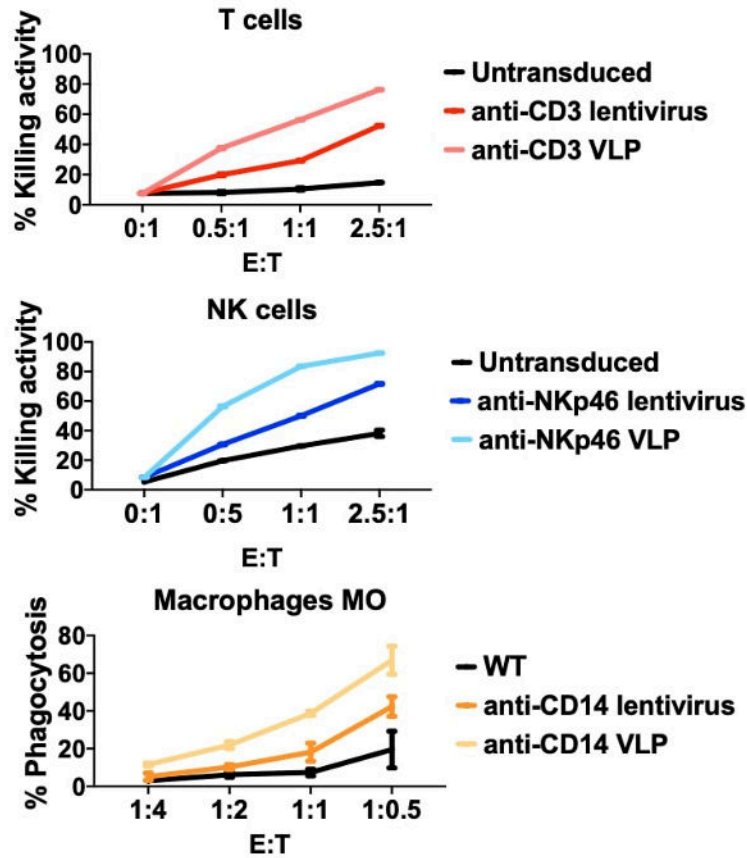 T cells
% Killing activity
100
80
60
40
20
0
0:1 0.5:1 1:1 2.5:1
E:T
Untransduced
anti-CD3 lentivirus
anti-CD3 VLP
NK cells
% Killing activity
100
80
60
40
20
0
0:1 0:5 1:1 2.5:1
E:T
Untransduced
anti-NKp46 lentivirus
anti-NKp46 VLP
Macrophages MO
% Phagocytosis
80
60
40
20
0
1:4 1:2 1:1 1:0.5
E:T
WT
anti-CD14 lentivirus
anti-CD14 VLP